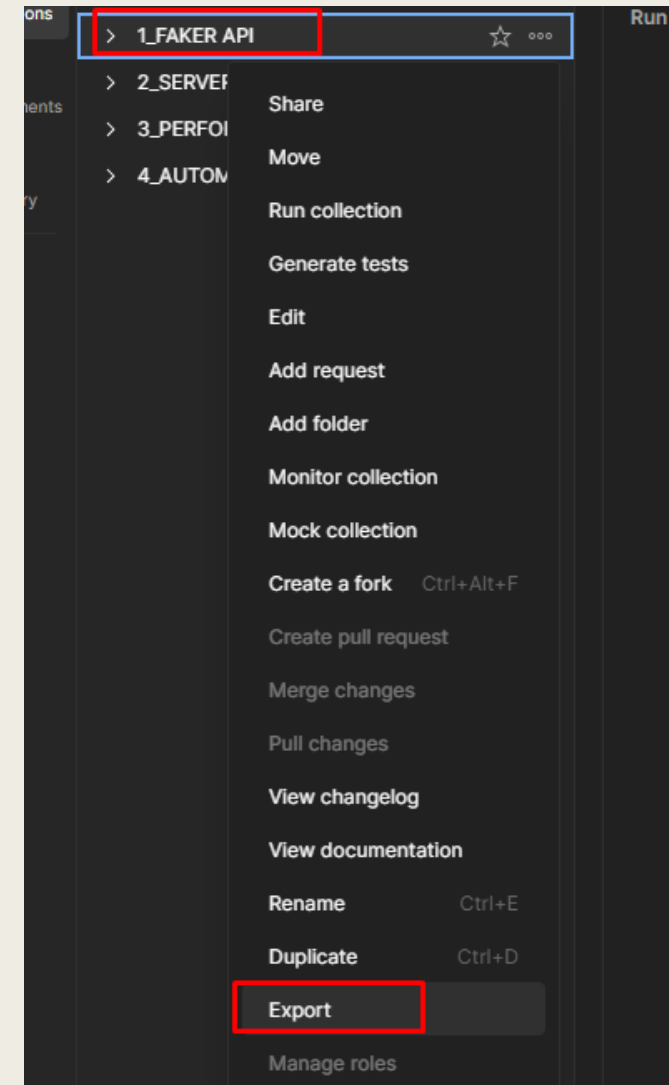 ons
1_FAKER API
Run
2_SERVER
ments
3_PERFO
4_AUTOM
ry
Share
Move
Run collection
Generate tests
Edit
Add request
Add folder
Monitor collection
Mock collection
Create a fork Ctrl+Alt+F
Create pull request
Merge changes
Pull changes
View changelog
View documentation
Rename Ctrl+E
Duplicate Ctrl+D
Export
Manage roles